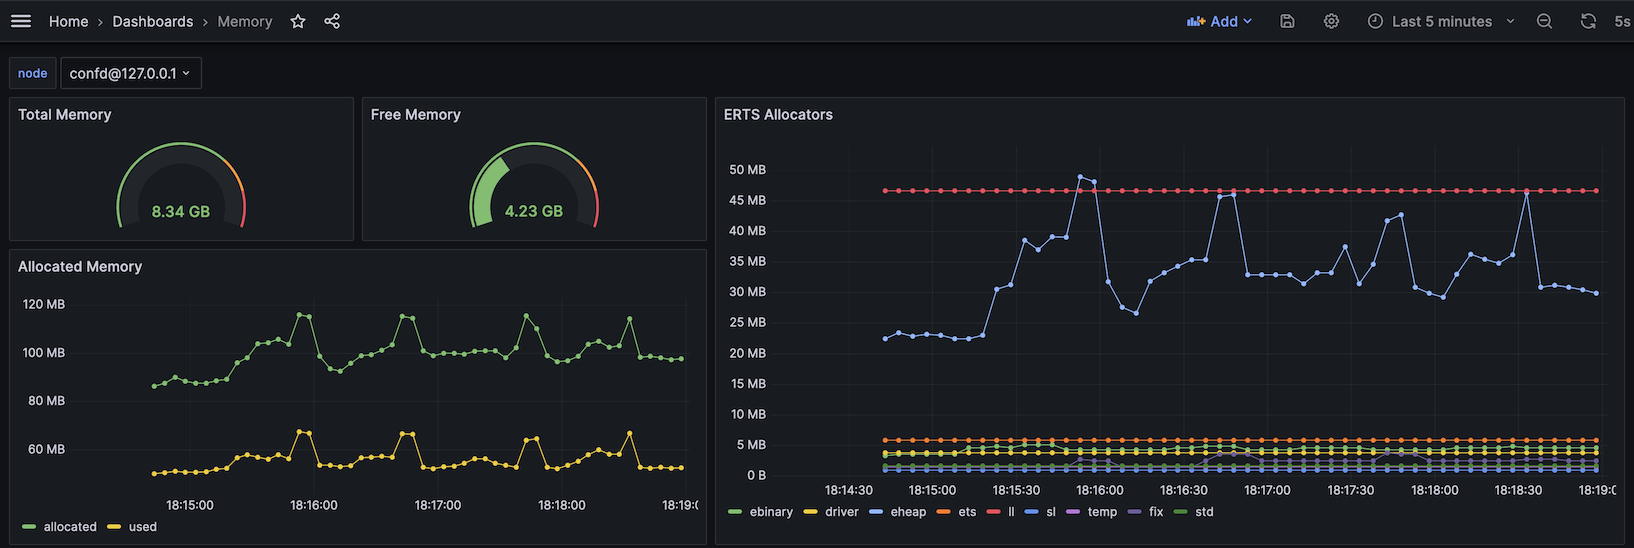 Home › Dashboards › Memory
Add
Last 5 minutes
5s
node
confd@127.0.0.1
Total Memory
8.34 GB
Free Memory
4.23 GB
Allocated Memory
120 MB
100 MB
80 MB
60 MB
18:15:00 18:16:00 18:17:00 18:18:00 18:19:0
allocated used
ERTS Allocators
50 MB
45 MB
40 MB
35 MB
30 MB
25 MB
20 MB
15 MB
10 MB
5 MB
0 B
18:14:30 18:15:00 18:15:30 18:16:00 18:16:30 18:17:00 18:17:30 18:18:00 18:18:30 18:19:0
ebinary driver eheap ets ll sl temp fix std